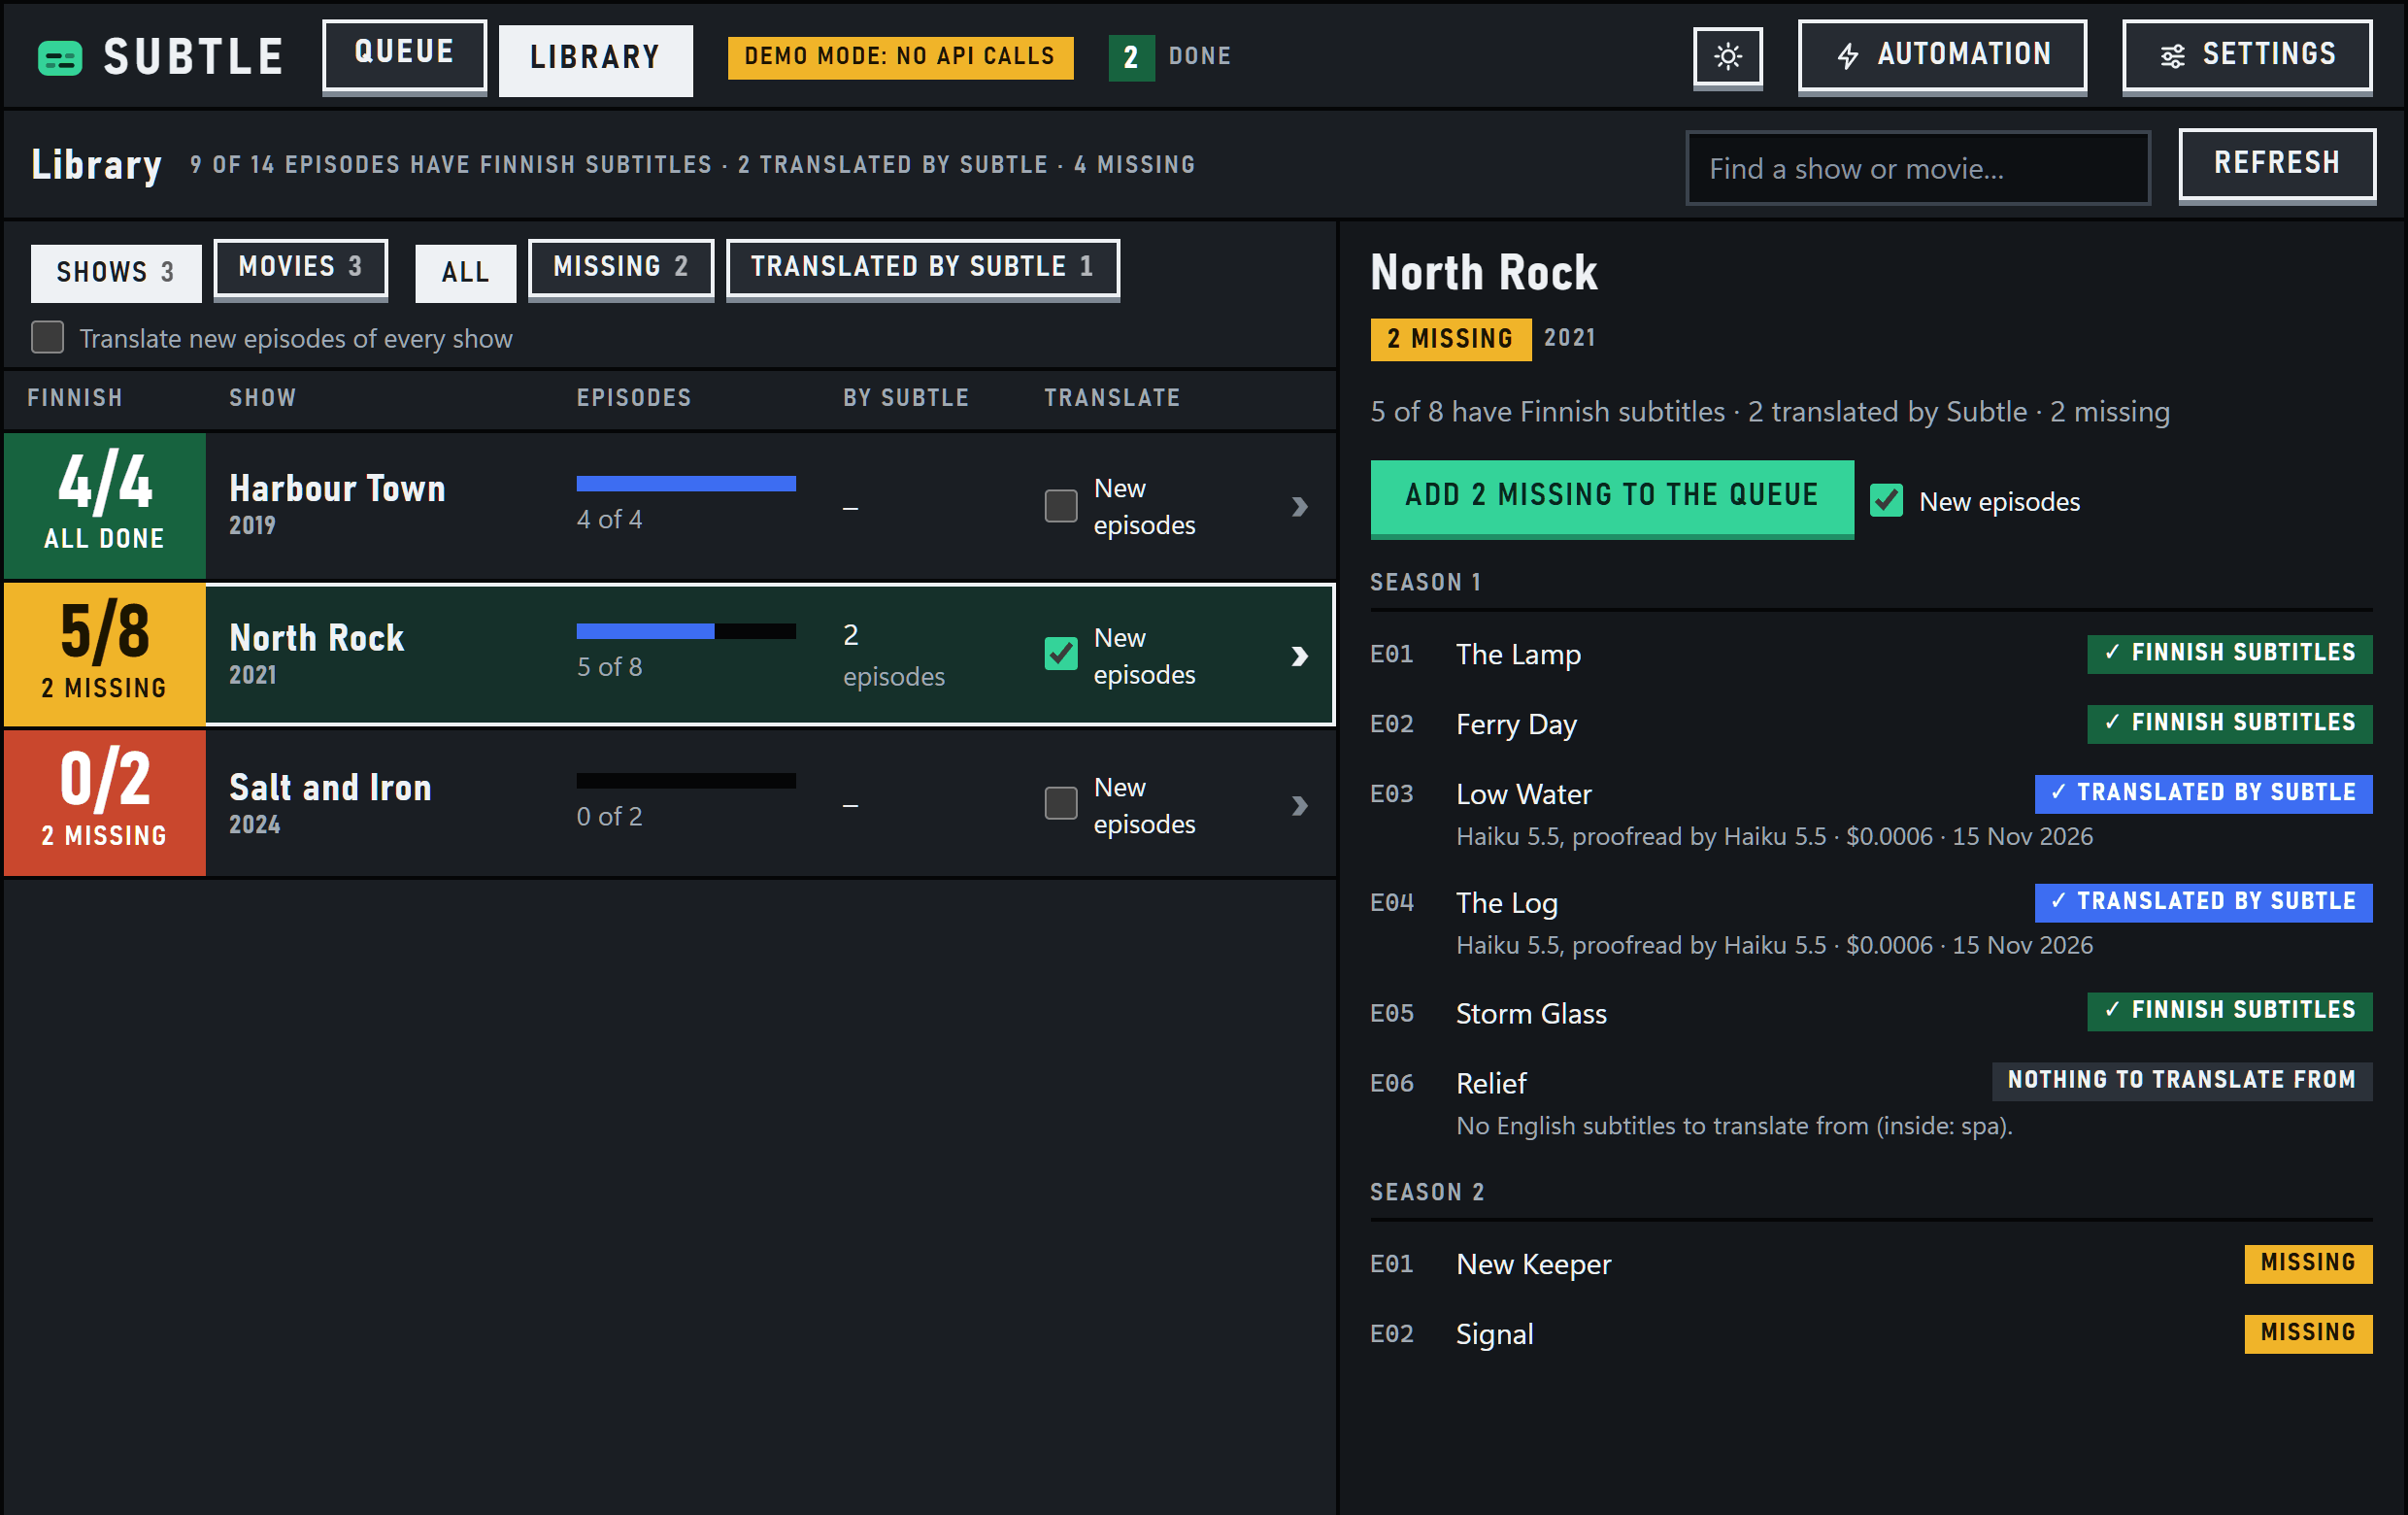 SUBTLE QUEUE LIBRARY DEMO MODE: NO API CALLS 2 DONE AUTOMATION SETTINGS
Library 9 OF 14 EPISODES HAVE FINNISH SUBTITLES · 2 TRANSLATED BY SUBTLE · 4 MISSING Find a show or movie... REFRESH
SHOWS 3 MOVIES 3 ALL MISSING 2 TRANSLATED BY SUBTLE 1
Translate new episodes of every show
FINNISH SHOW EPISODES BY SUBTLE TRANSLATE
4/4
ALL DONE
Harbour Town
2019
4 of 4
–
New
episodes
5/8
2 MISSING
North Rock
2021
5 of 8
2
episodes
New
episodes
0/2
2 MISSING
Salt and Iron
2024
0 of 2
–
New
episodes
North Rock
2 MISSING 2021
5 of 8 have Finnish subtitles · 2 translated by Subtle · 2 missing
ADD 2 MISSING TO THE QUEUE ✓ New episodes
SEASON 1
E01 The Lamp ✓ FINNISH SUBTITLES
E02 Ferry Day ✓ FINNISH SUBTITLES
E03 Low Water ✓ TRANSLATED BY SUBTLE
Haiku 5.5, proofread by Haiku 5.5 · $0.0006 · 15 Nov 2026
E04 The Log ✓ TRANSLATED BY SUBTLE
Haiku 5.5, proofread by Haiku 5.5 · $0.0006 · 15 Nov 2026
E05 Storm Glass ✓ FINNISH SUBTITLES
E06 Relief NOTHING TO TRANSLATE FROM
No English subtitles to translate from (inside: spa).
SEASON 2
E01 New Keeper MISSING
E02 Signal MISSING